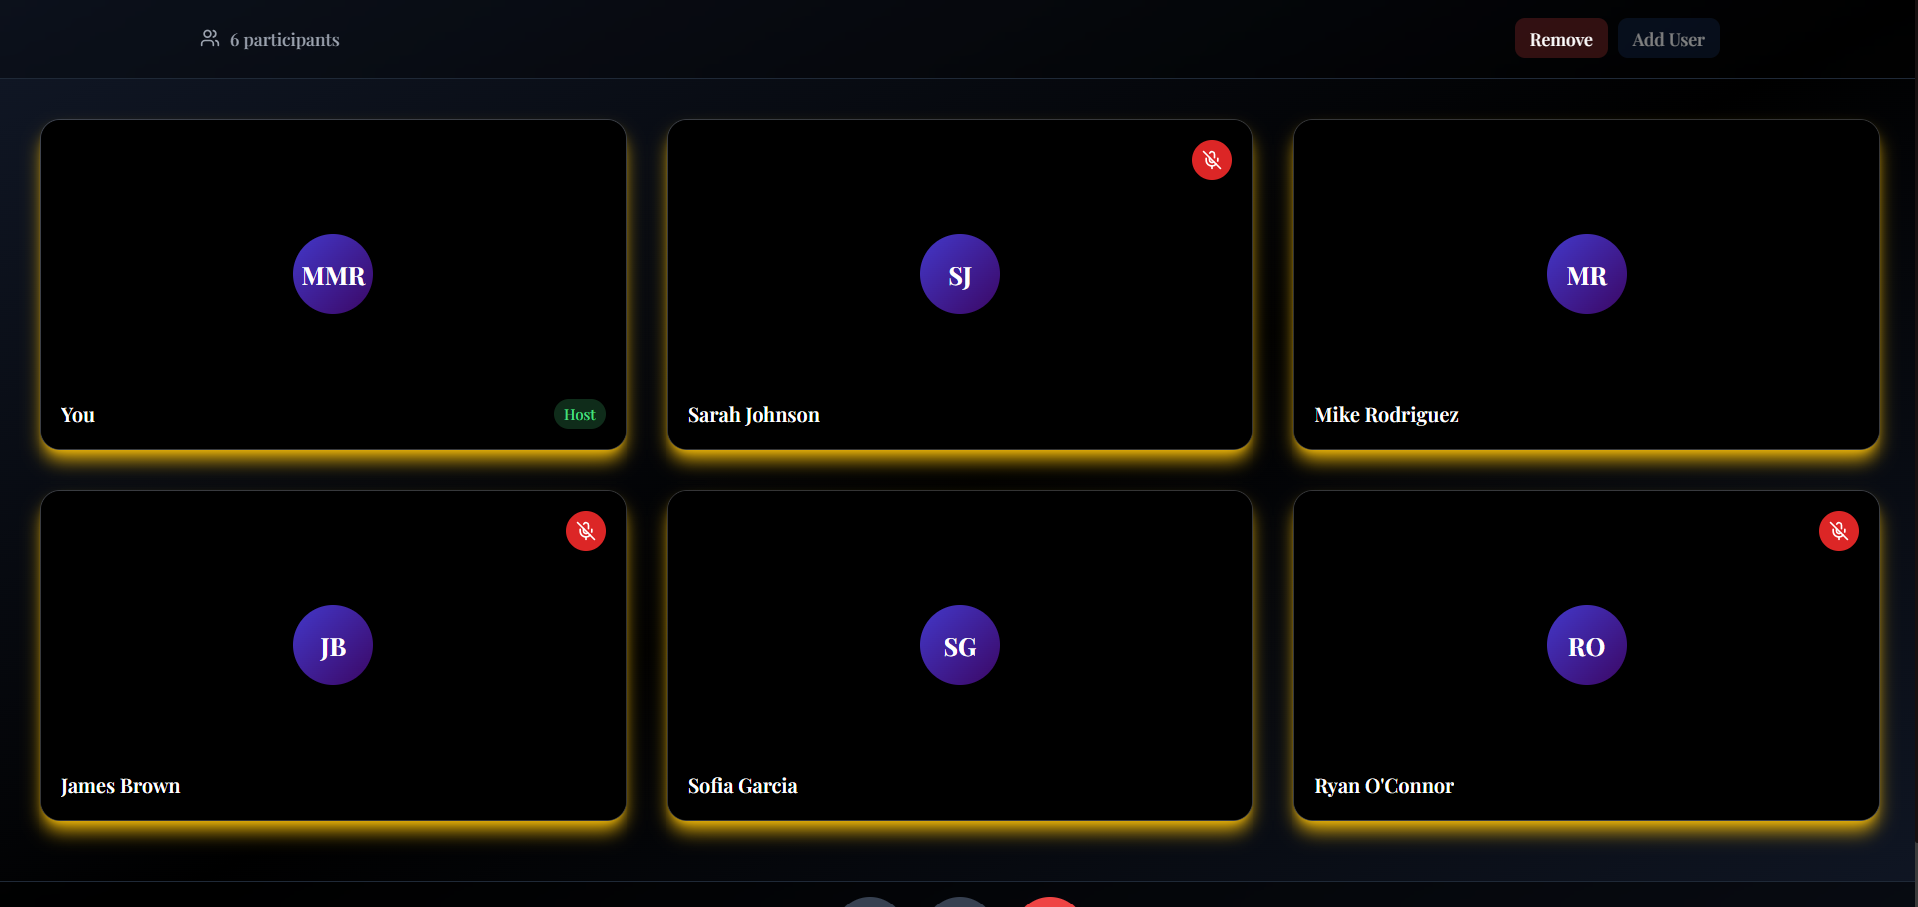 6 participants
Remove
Add User
MMR
You
Host
SJ
Sarah Johnson
MR
Mike Rodriguez
JB
James Brown
SG
Sofia Garcia
RO
Ryan O'Connor